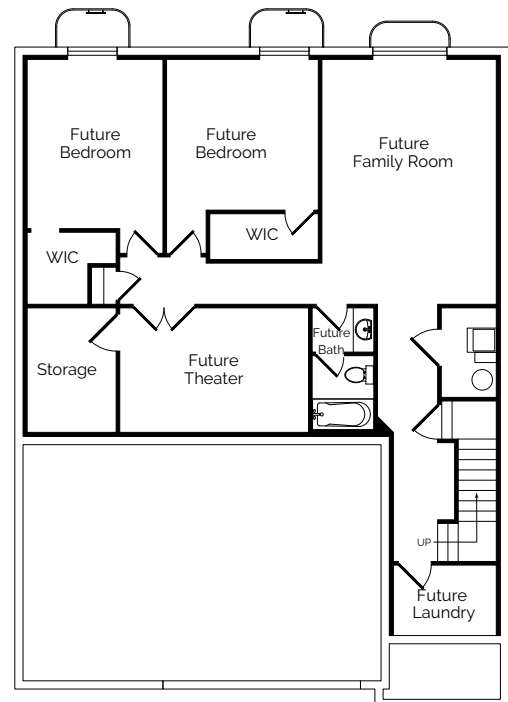 Future
Bedroom
Future
Bedroom
Future
Family Room
WIC
WIC
Storage
Future
Theater
Future
Bath
UP
Future
Laundry